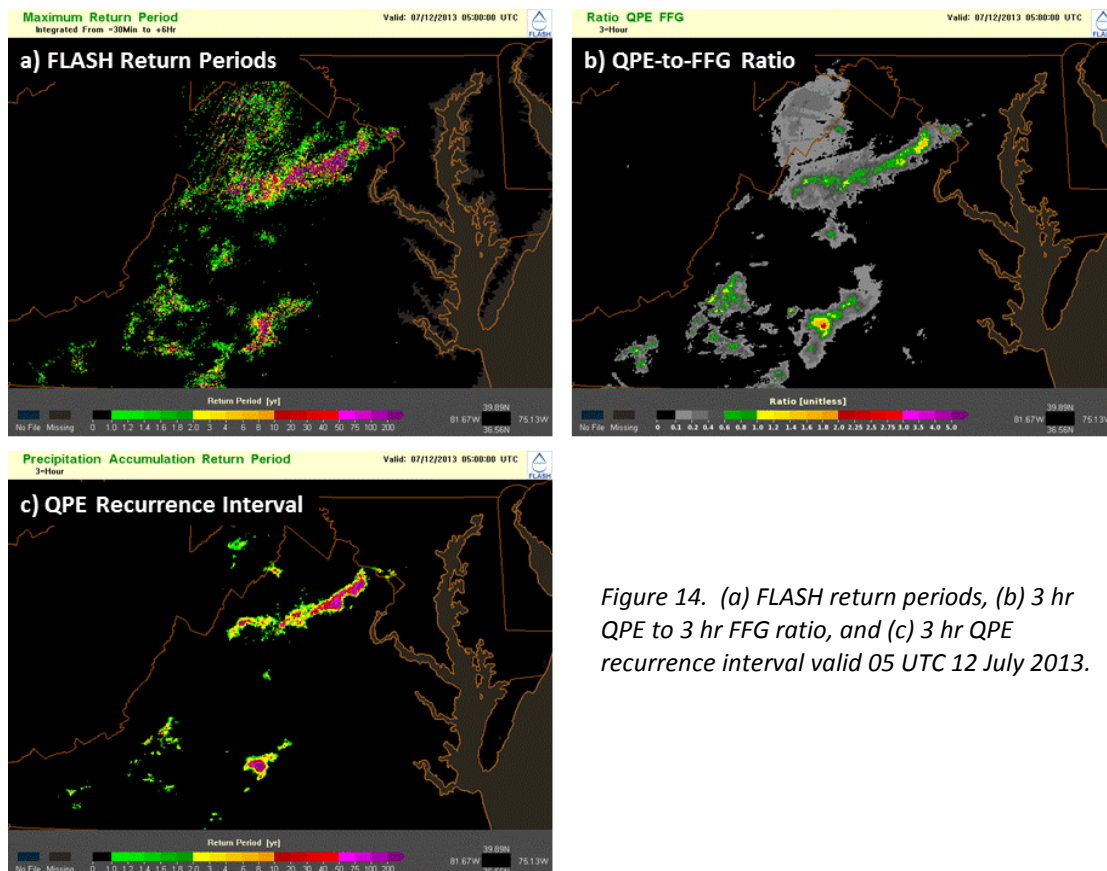 Maximum Return Period
Integrated From -30Min to +6Hr
Valid: 07/12/2013 05:00:00 UTC
FLASH
a) FLASH Return Periods
Return Period [yr]
No File Missing
0 1.0 1.2 1.4 1.6 1.8 2.0 3 4 6 8 10 20 30 40 50 75 100 200
39.89N
81.67W 75.13W
36.56N
Ratio QPE FFG
3-Hour
Valid: 07/12/2013 05:00:00 UTC
FLASH
b) QPE-to-FFG Ratio
Ratio [unitless]
No File Missing
0 0.1 0.2 0.4 0.6 0.8 1.0 1.2 1.4 1.6 1.8 2.0 2.25 2.5 2.75 3.0 3.5 4.0 5.0
39.89N
81.67W 75.13W
36.56N
Precipitation Accumulation Return Period
3-Hour
Valid: 07/12/2013 05:00:00 UTC
FLASH
c) QPE Recurrence Interval
Return Period [yr]
No File Missing
0 1.0 1.2 1.4 1.6 1.8 2.0 3 4 6 8 10 20 30 40 50 75 100 200
39.89N
81.67W 75.13W
Figure 14. (a) FLASH return periods, (b) 3 hr
QPE to 3 hr FFG ratio, and (c) 3 hr QPE
recurrence interval valid 05 UTC 12 July 2013.